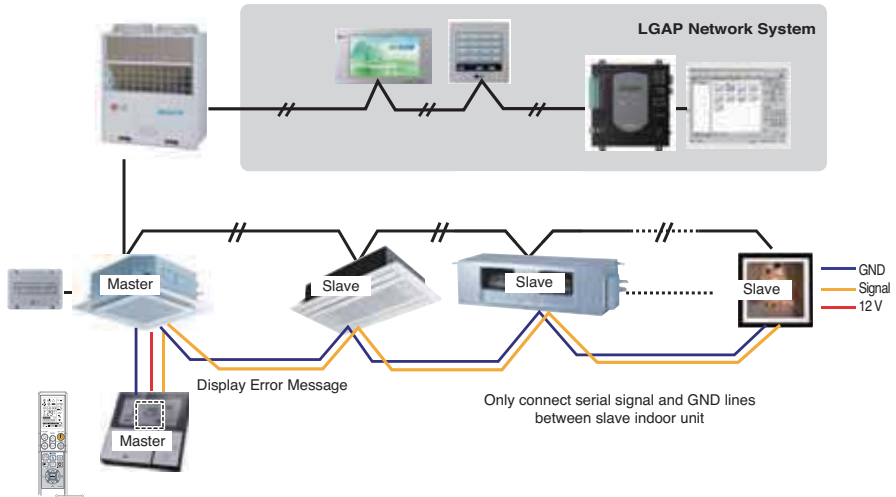 LGAP Network System
Master
Slave
Slave
Slave
GND
Signal
12 V
Display Error Message
Master
Only connect serial signal and GND lines
between slave indoor unit